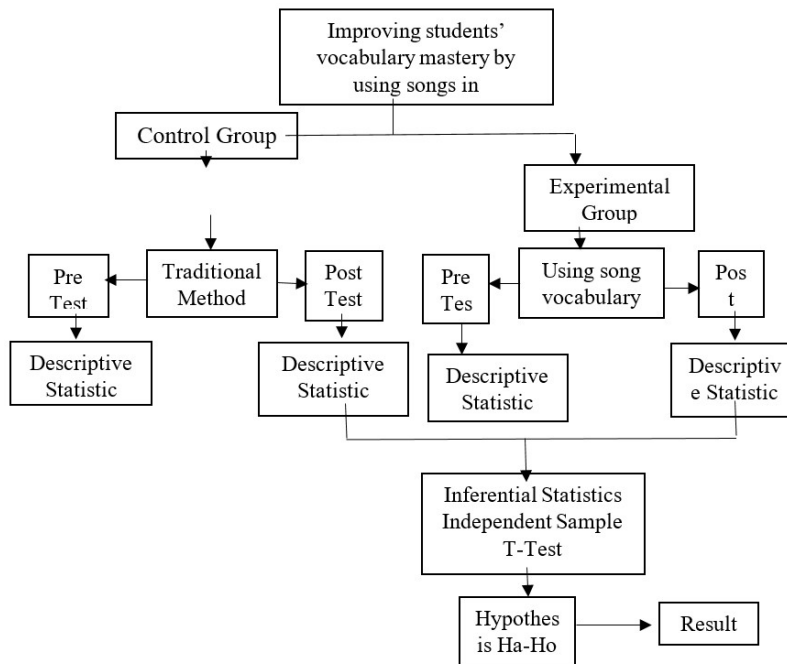 Improving students’
vocabulary mastery by
using songs in
Control Group
Experimental
Group
Pre
Test
Traditional
Method
Post
Test
Pre
Tes
Using song
vocabulary
Pos
t
Descriptive
Statistic
Descriptive
Statistic
Descriptive
Statistic
Descriptiv
e Statistic
Inferential Statistics
Independent Sample
T-Test
Hypothes
is Ha-Ho
Result